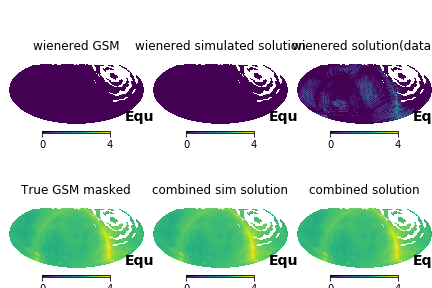 wienered GSM
wienered simulated solution
wienered solution(data
Equ
Equ
Eq
0 4
0 4
0 4
True GSM masked
combined sim solution
combined solution
Equ
Equ
Eq
0 4
0 4
0 4